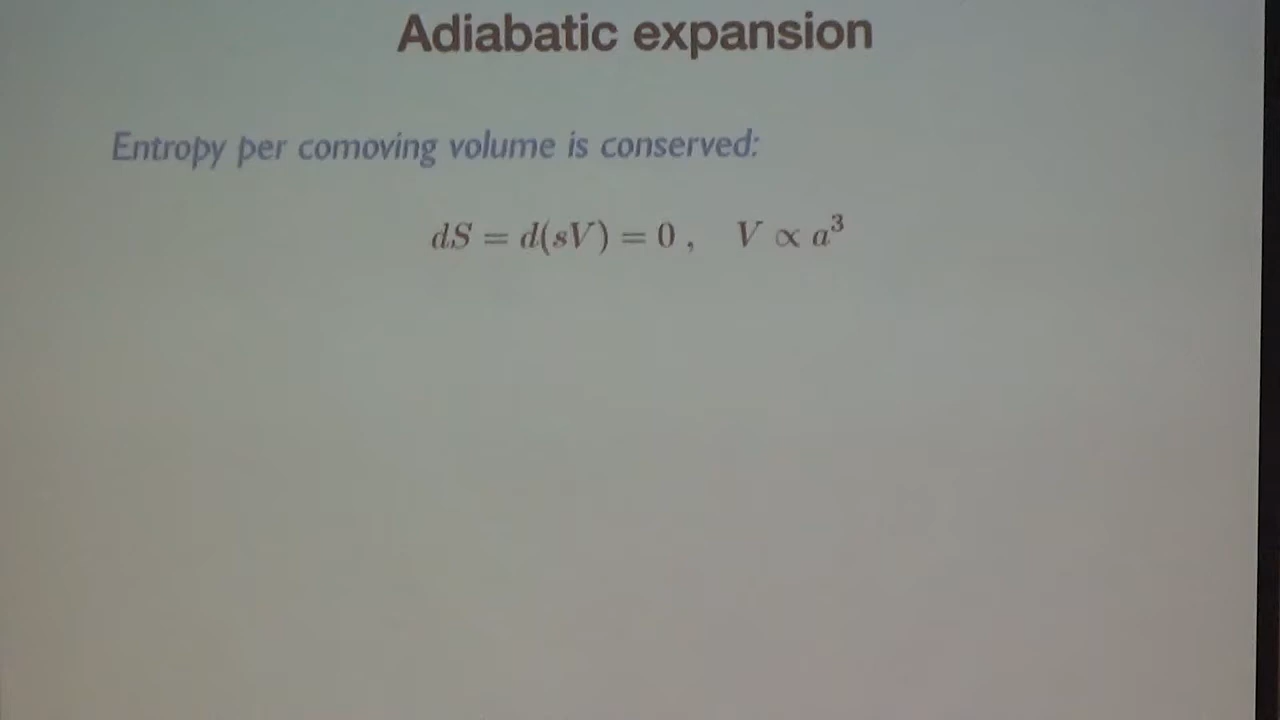 Adiabatic expansion
Entropy per comoving volume is conserved:
dS = d(sV) = 0 ,   V ∝ a³